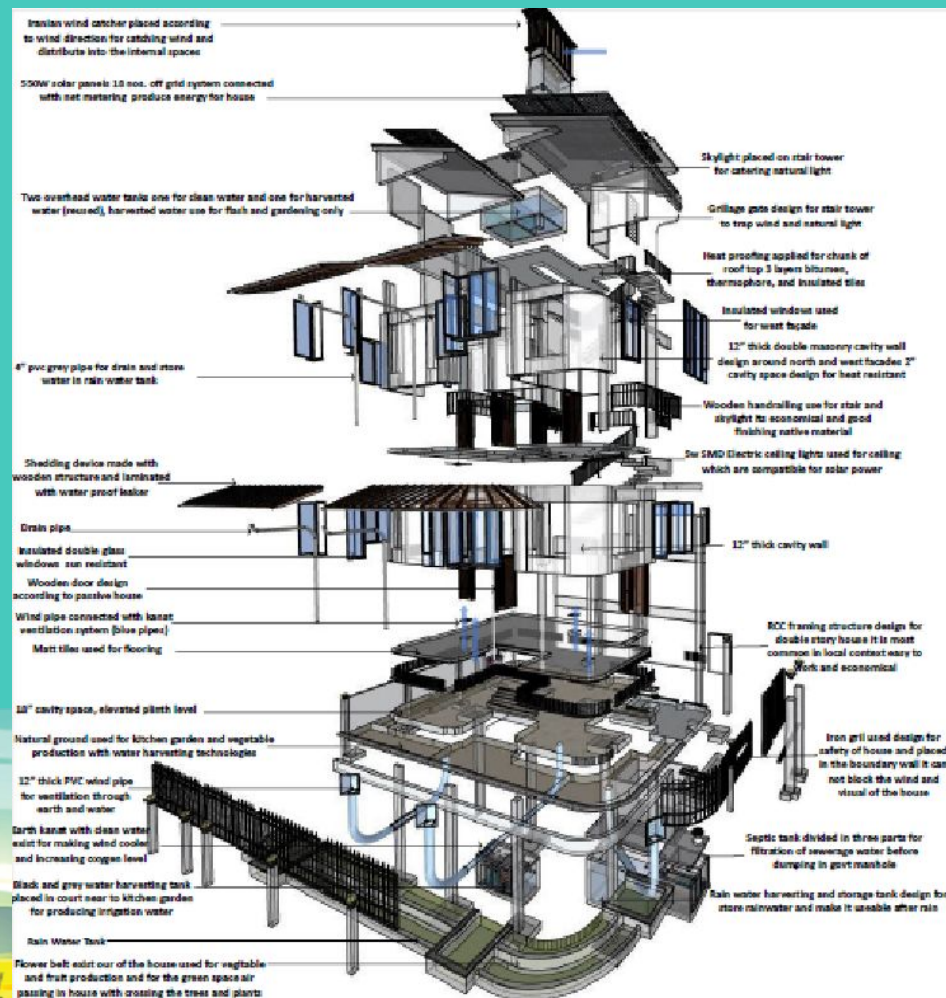 Iranian wind catcher placed according
to wind direction for catching wind and
distribute into the internal spaces
550W solar panels 18 nos. off grid system connected
with net metering produce energy for house
Two overhead water tanks one for clean water and one for harvested
water (reused), harvested water use for flash and gardening only
4" pvc grey pipe for drain and store
water in rain water tank
Shedding device made with
wooden structure and laminated
with water proof leaker
Drain pipe
Insulated double glass
windows sun resistant
Wooden door design
according to passive house
Wind pipe connected with kanat
ventilation system (blue pipes)
Matt tiles used for flooring
18" cavity space, elevated plinth level
Natural ground used for kitchen garden and vegetable
production with water harvesting technologies
12" thick PVC wind pipe
for ventilation through
earth and water
Earth kanat with clean water
exist for making wind cooler
and increasing oxygen level
Black and grey water harvesting tank
placed in court near to kitchen garden
for producing irrigation water
Rain Water Tank
Flower belt exist our of the house used for vegitable
and fruit production and for the green space air
passing in house with crossing the trees and plants
Skylight placed on stair tower
for catering natural light
Grillage gate design for stair tower
to trap wind and natural light
Heat proofing applied for chunk of
roof top 3 layers bitumen,
thermophore, and insulated tiles
Insulated windows used
for west façade
12" thick double masonry cavity wall
design around north and west facades 2"
cavity space design for heat resistant
Wooden handrailing use for stair and
skylight its economical and good
finishing native material
5w SMD Electric ceiling lights used for ceiling
which are compatible for solar power
12" thick cavity wall
RCC framing structure design for
double story house it is most
common in local context easy to
work and economical
Iron gril used design for
safety of house and placed
in the boundary wall it can
not block the wind and
visual of the house
Septic tank divided in three parts for
filtration of sewerage water before
dumping in govt manhole
Rain water harvesting and storage tank design for
store rainwater and make it useable after rain